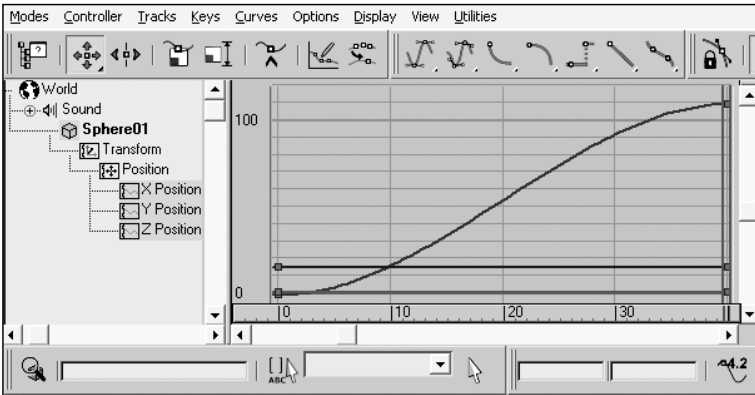 Modes Controller Tracks Keys Curves Options Display View Utilities
?
World
Sound
Sphere01
Transform
Position
X Position
Y Position
Z Position
100
0
0 10 20 30
[ ]
ABC
4.2